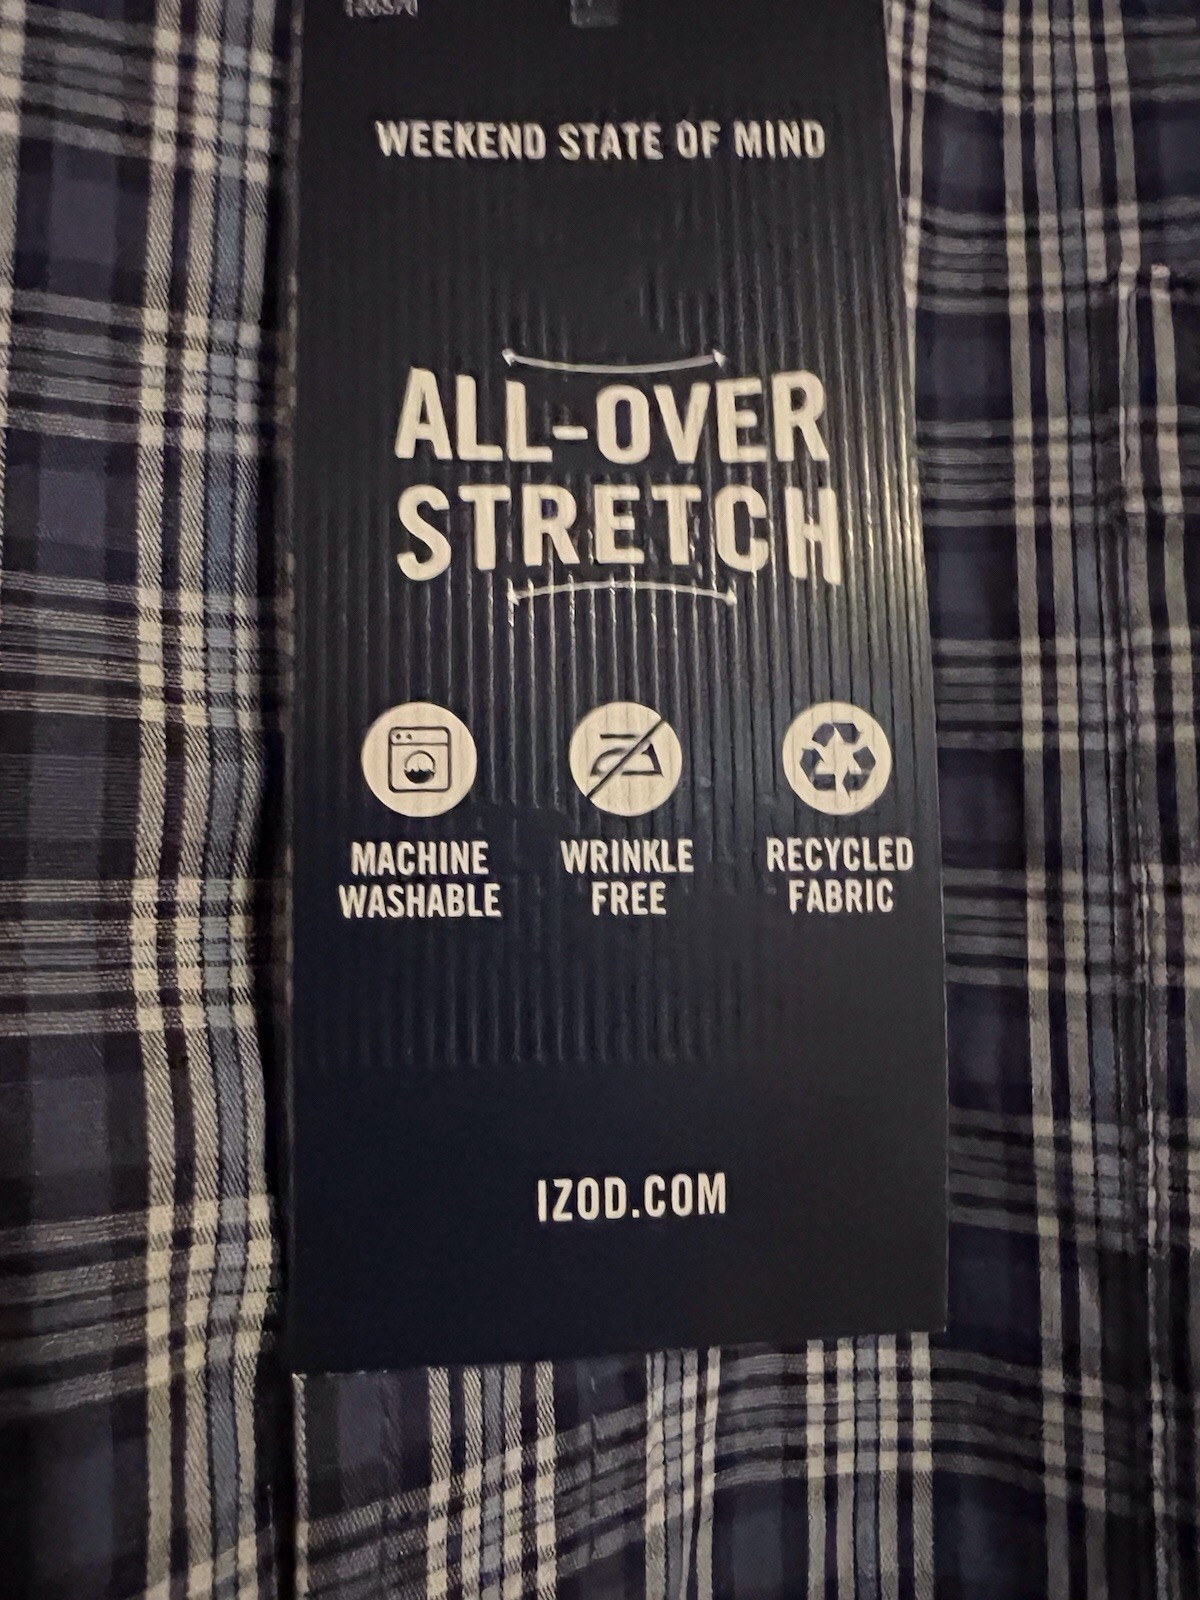 WEEKEND STATE OF MIND
ALL-OVER
STRETCH
MACHINE
WASHABLE
WRINKLE
FREE
RECYCLED
FABRIC
IZOD.COM